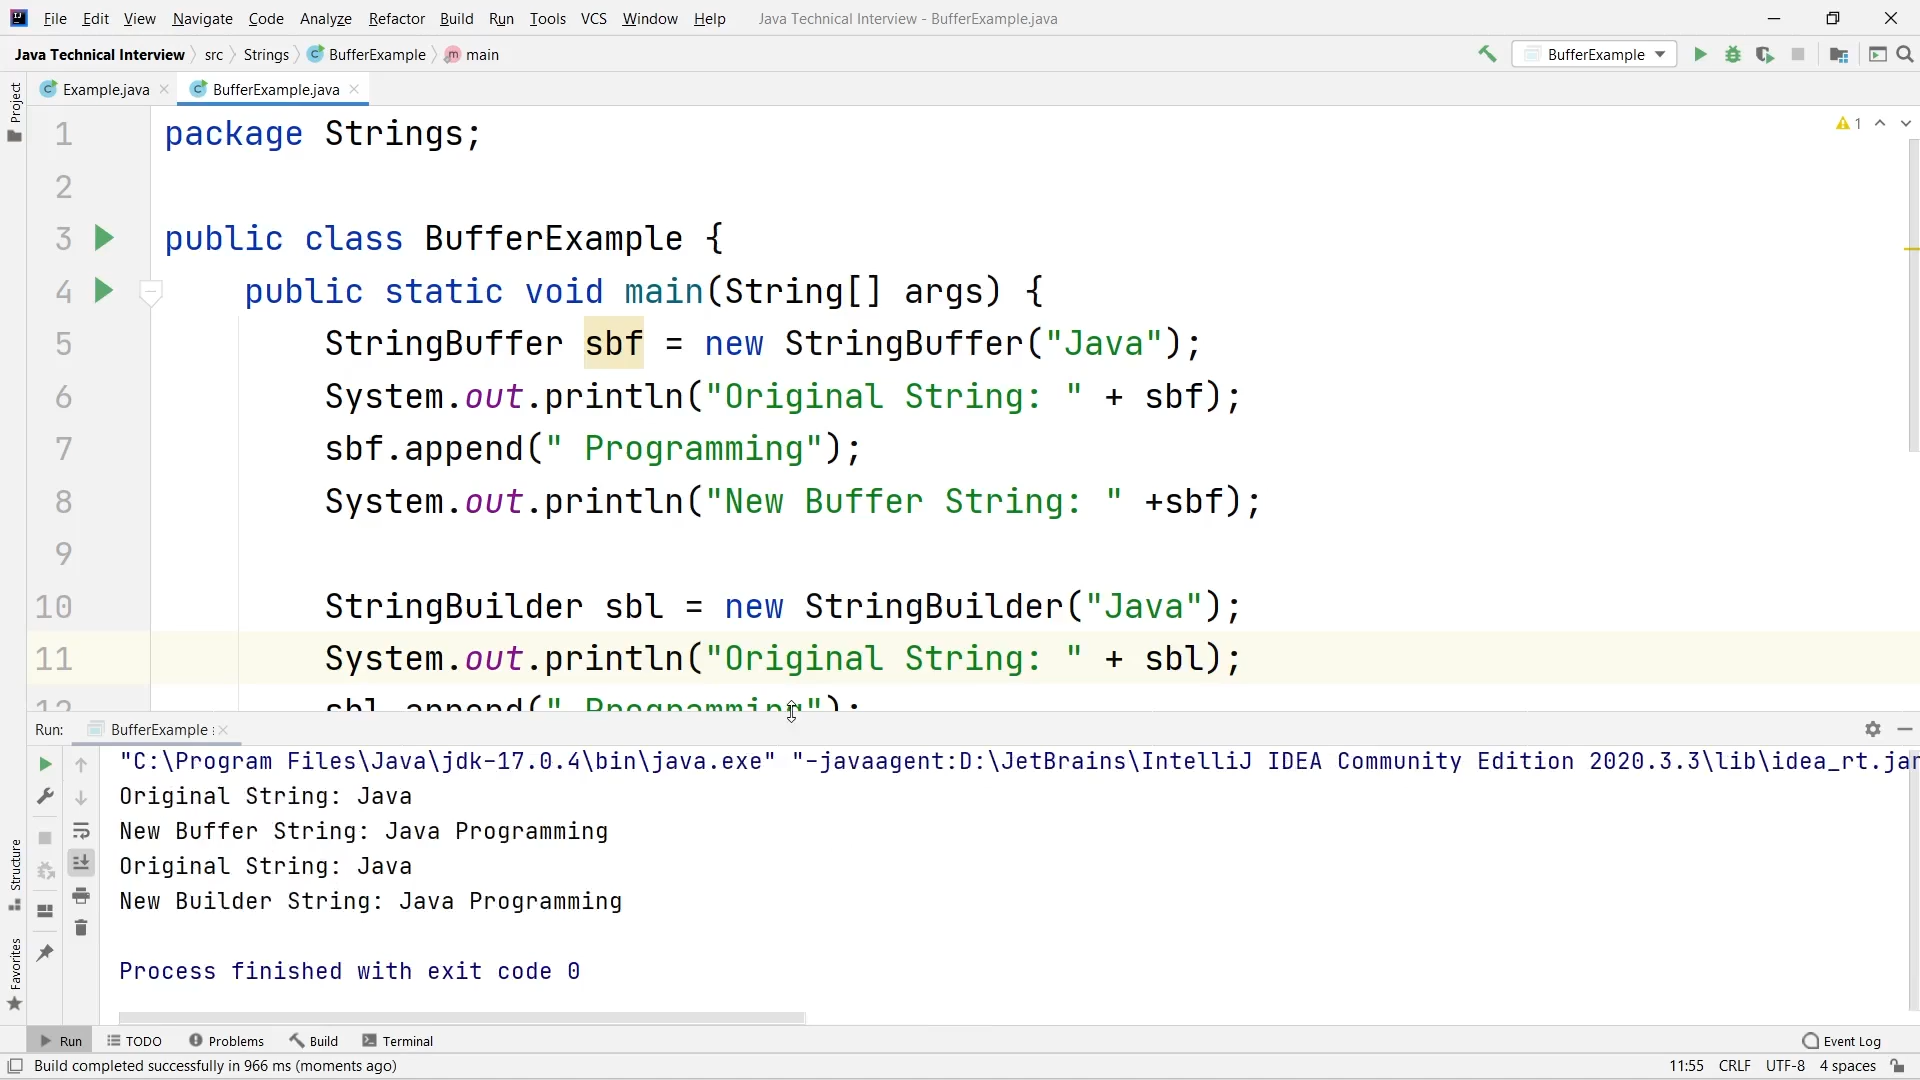 File Edit View Navigate Code Analyze Refactor Build Run Tools VCS Window Help Java Technical Interview - BufferExample.java
Java Technical Interview src Strings BufferExample main BufferExample
Project
Example.java BufferExample.java
1 package Strings; 1
2
3 public class BufferExample {
4 public static void main(String[] args) {
5 StringBuffer sbf = new StringBuffer("Java");
6 System.out.println("Original String: " + sbf);
7 sbf.append(" Programming");
8 System.out.println("New Buffer String: " +sbf);
9
10 StringBuilder sbl = new StringBuilder("Java");
11 System.out.println("Original String: " + sbl);
12 sbl.append(" Programming");
Run: BufferExample
"C:\Program Files\Java\jdk-17.0.4\bin\java.exe" "-javaagent:D:\JetBrains\IntelliJ IDEA Community Edition 2020.3.3\lib\idea_rt.jar
Original String: Java
New Buffer String: Java Programming
Original String: Java
New Builder String: Java Programming
Process finished with exit code 0
Structure
Favorites
Run TODO Problems Build Terminal Event Log
Build completed successfully in 966 ms (moments ago) 11:55 CRLF UTF-8 4 spaces